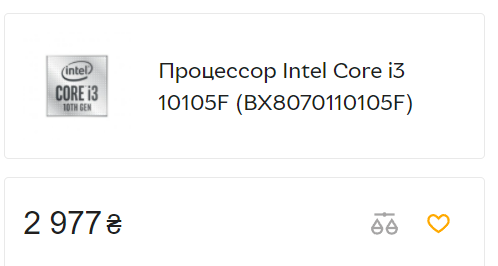 intel
CORE i3
10TH GEN
Процессор Intel Core i3
10105F (BX8070110105F)
2 977 ₴